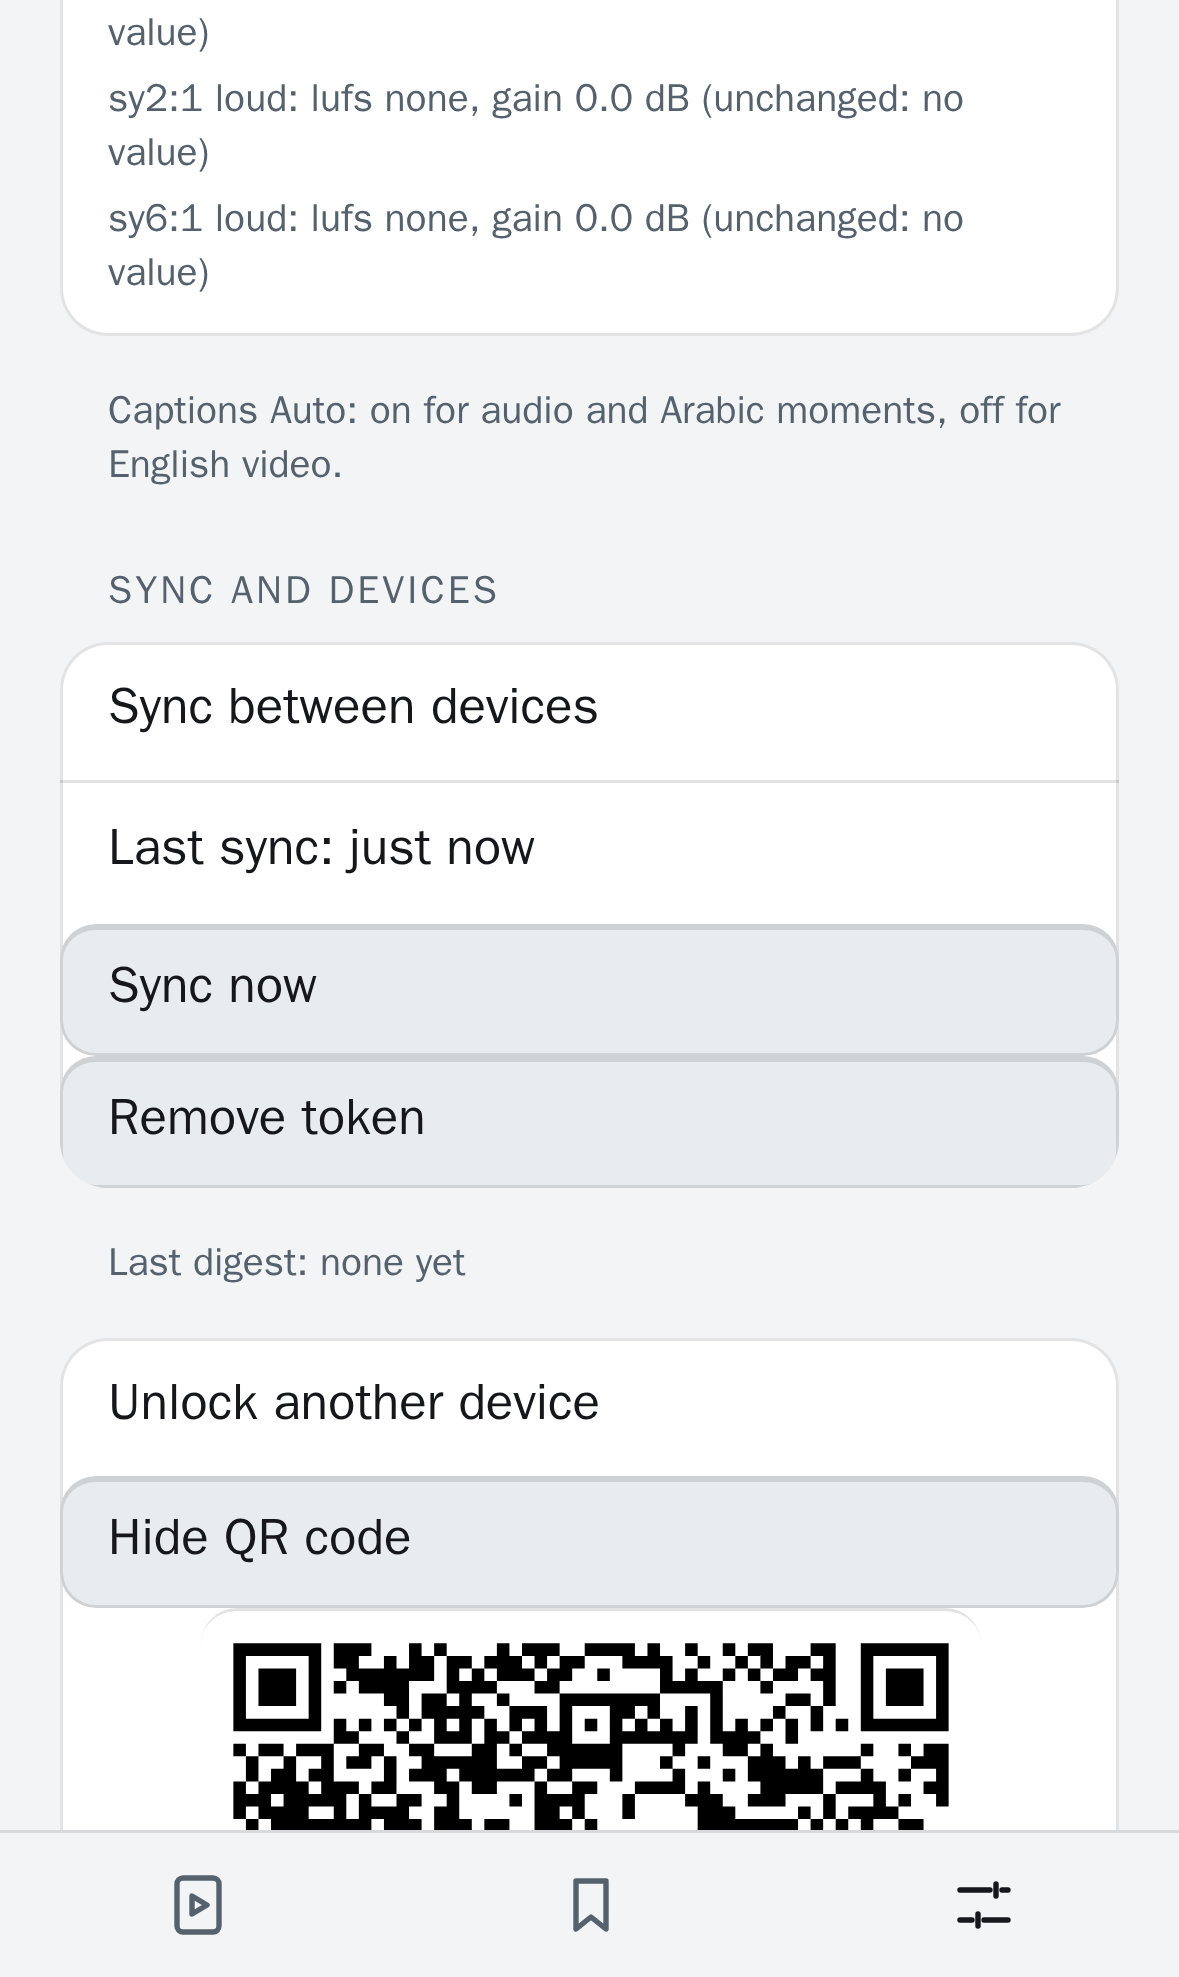 value)
sy2:1 loud: lufs none, gain 0.0 dB (unchanged: no
value)
sy6:1 loud: lufs none, gain 0.0 dB (unchanged: no
value)
Captions Auto: on for audio and Arabic moments, off for
English video.
SYNC AND DEVICES
Sync between devices
Last sync: just now
Sync now
Remove token
Last digest: none yet
Unlock another device
Hide QR code